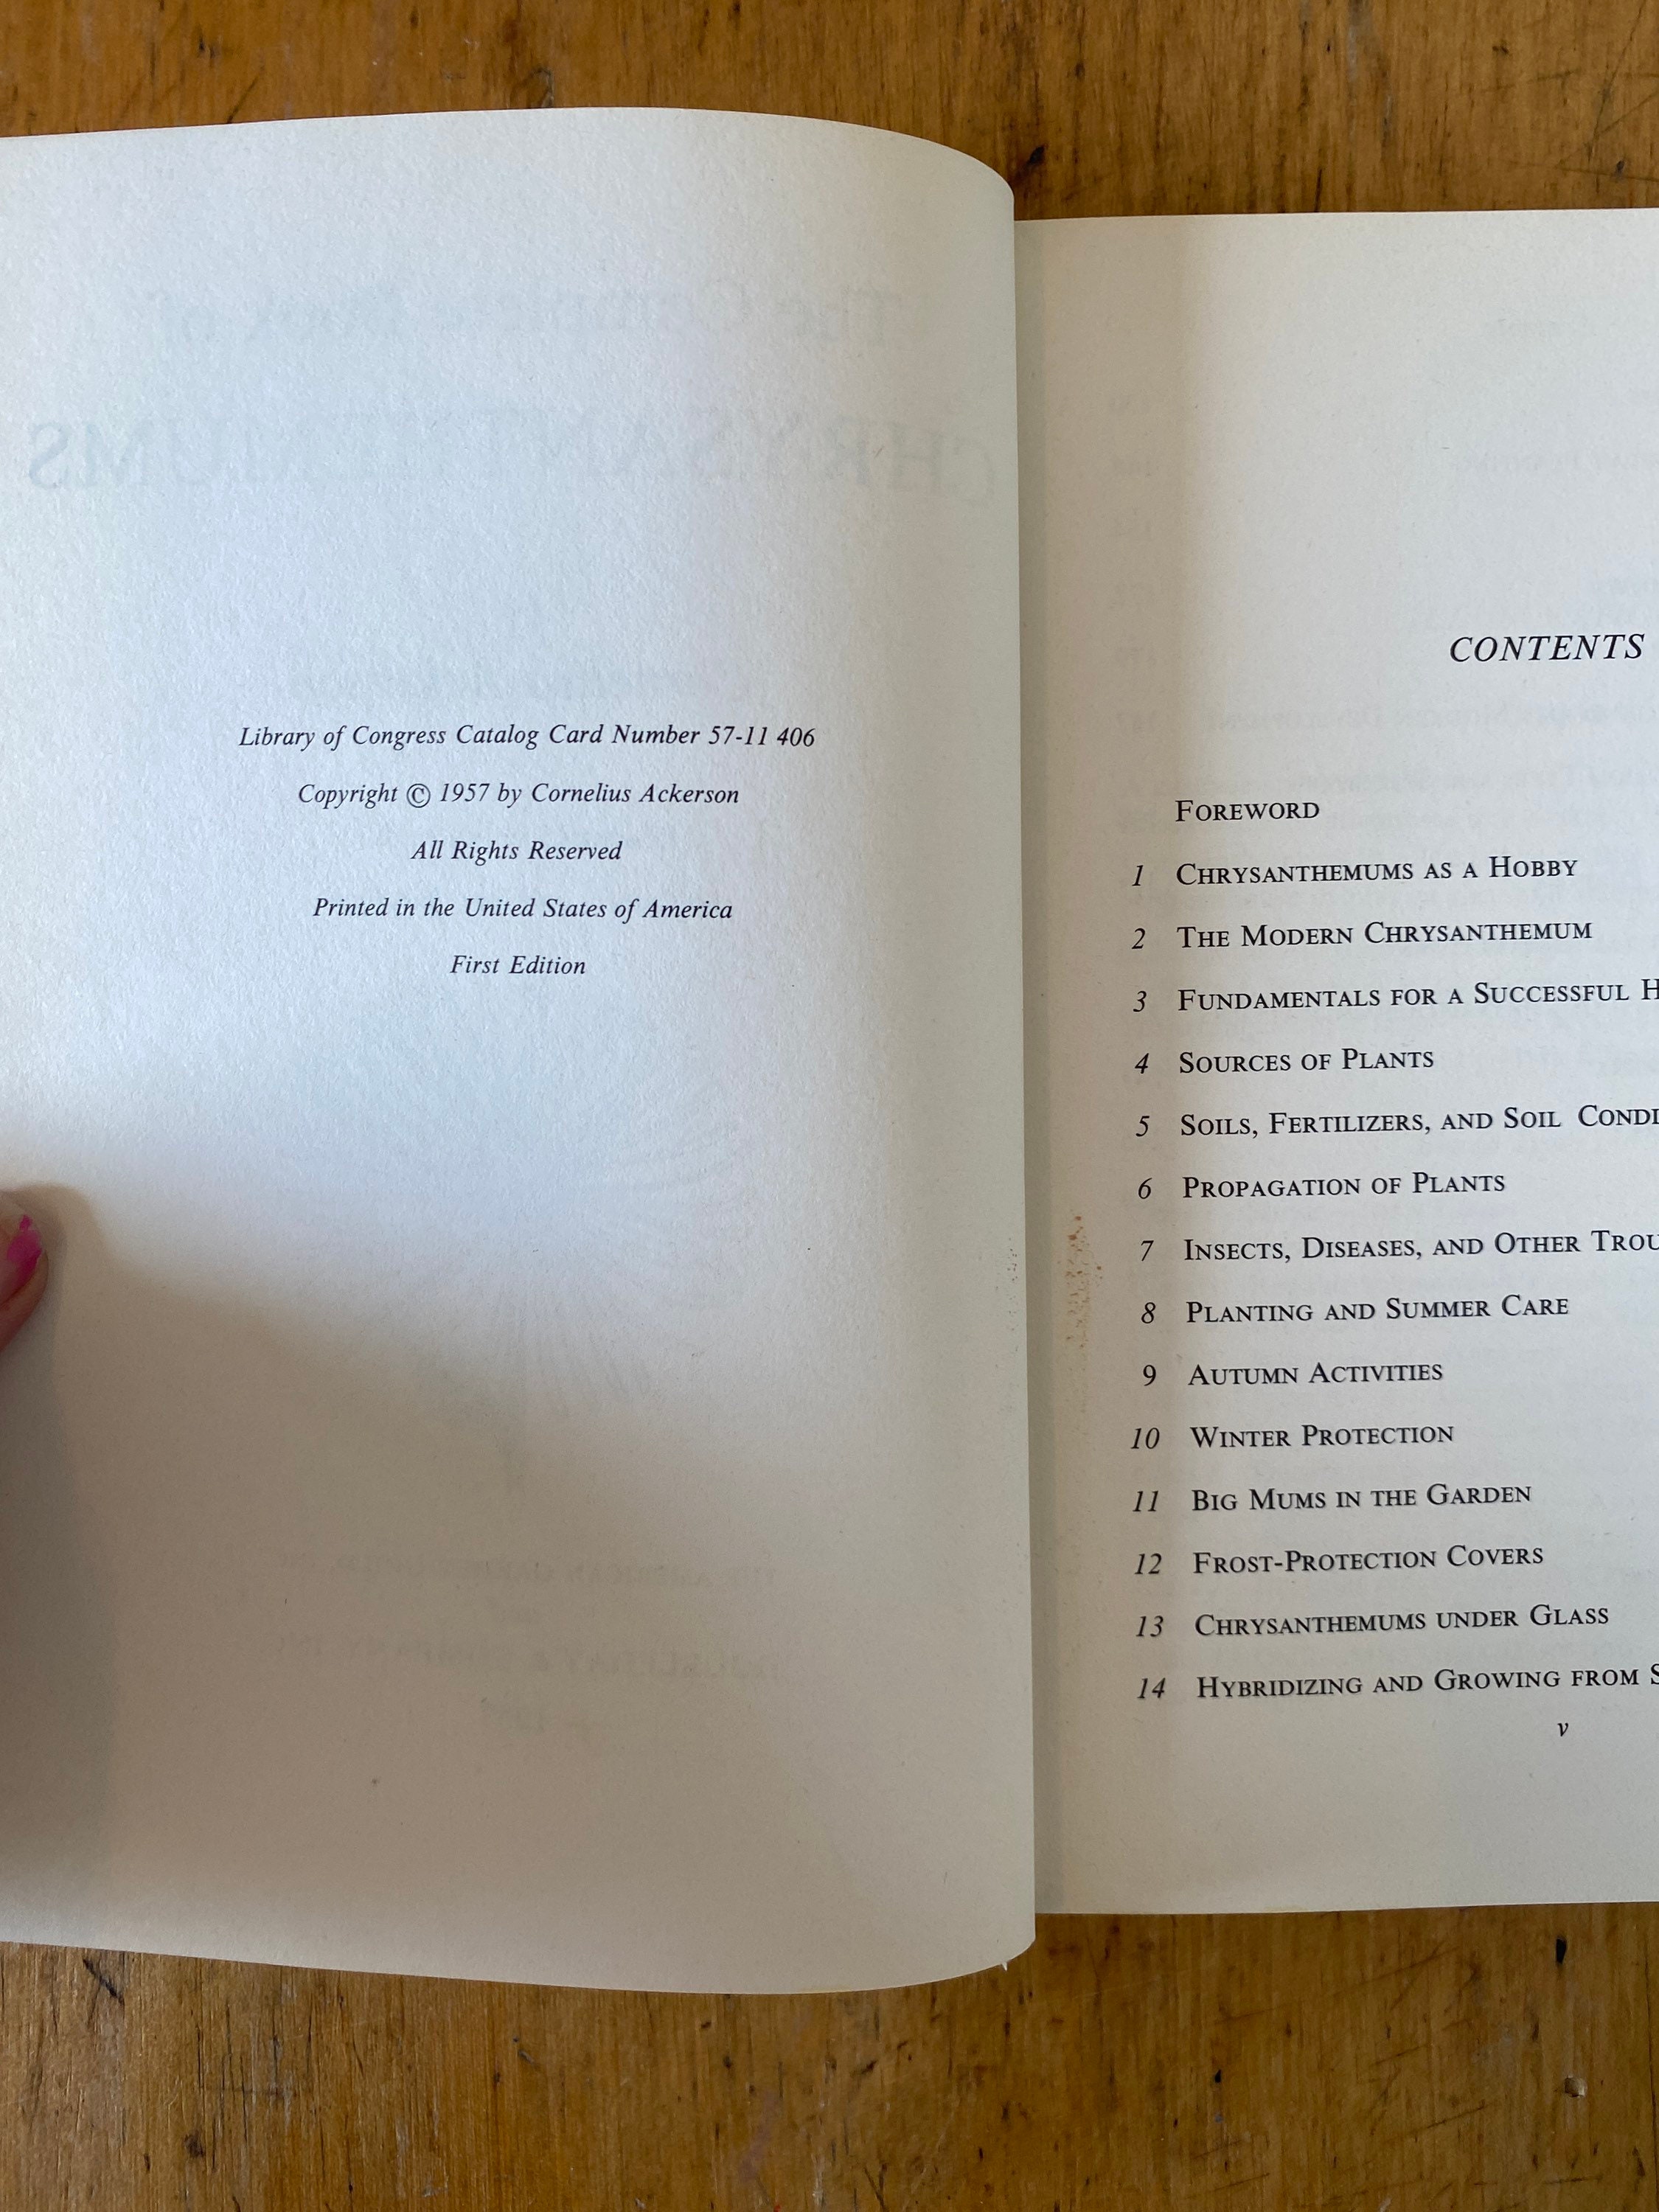 Library of Congress Catalog Card Number 57-11 406
Copyright © 1957 by Cornelius Ackerson
All Rights Reserved
Printed in the United States of America
First Edition
CONTENTS
FOREWORD
1 CHRYSANTHEMUMS AS A HOBBY
2 THE MODERN CHRYSANTHEMUM
3 FUNDAMENTALS FOR A SUCCESSFUL H
4 SOURCES OF PLANTS
5 SOILS, FERTILIZERS, AND SOIL CONDI
6 PROPAGATION OF PLANTS
7 INSECTS, DISEASES, AND OTHER TROU
8 PLANTING AND SUMMER CARE
9 AUTUMN ACTIVITIES
10 WINTER PROTECTION
11 BIG MUMS IN THE GARDEN
12 FROST-PROTECTION COVERS
13 CHRYSANTHEMUMS UNDER GLASS
14 HYBRIDIZING AND GROWING FROM S
v